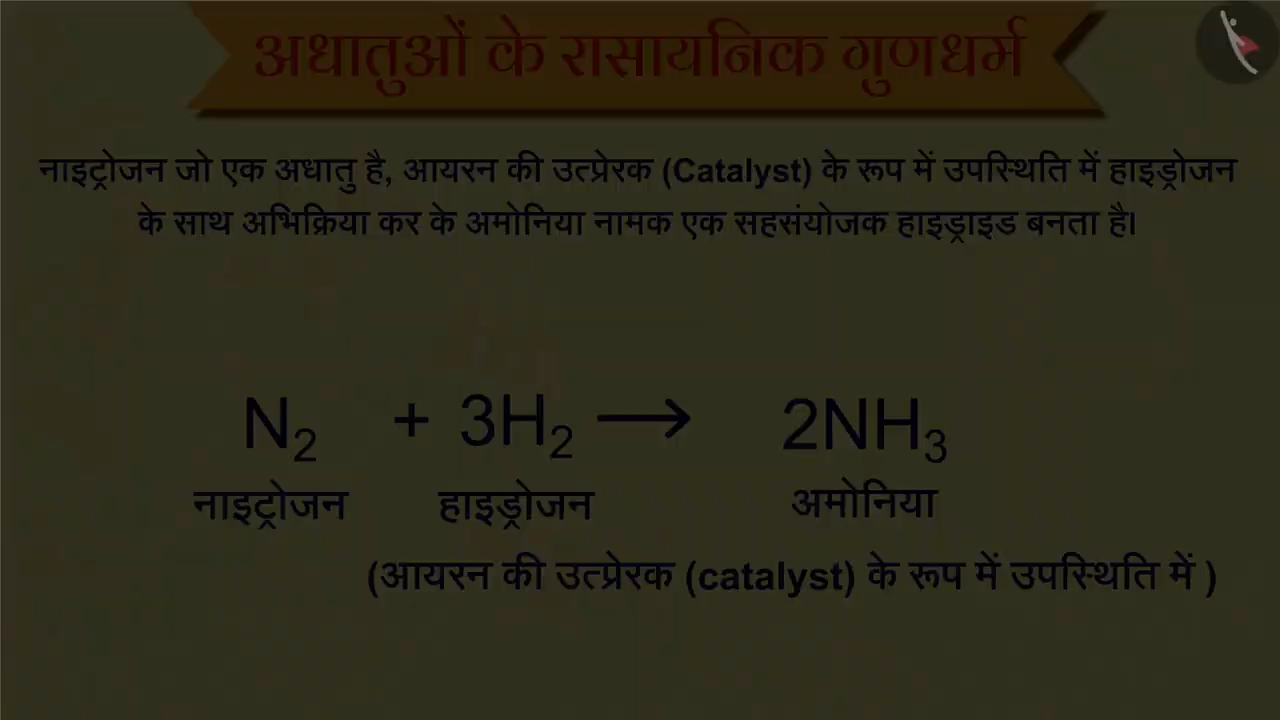 अधातुओं के रासायनिक गुणधर्म
नाइट्रोजन जो एक अधातु है, आयरन की उत्प्रेरक (Catalyst) के रूप में उपस्थिति में हाइड्रोजन
के साथ अभिक्रिया कर के अमोनिया नामक एक सहसंयोजक हाइड्राइड बनता है।
N₂ + 3H₂ → 2NH₃
नाइट्रोजन हाइड्रोजन अमोनिया
(आयरन की उत्प्रेरक (catalyst) के रूप में उपस्थिति में )